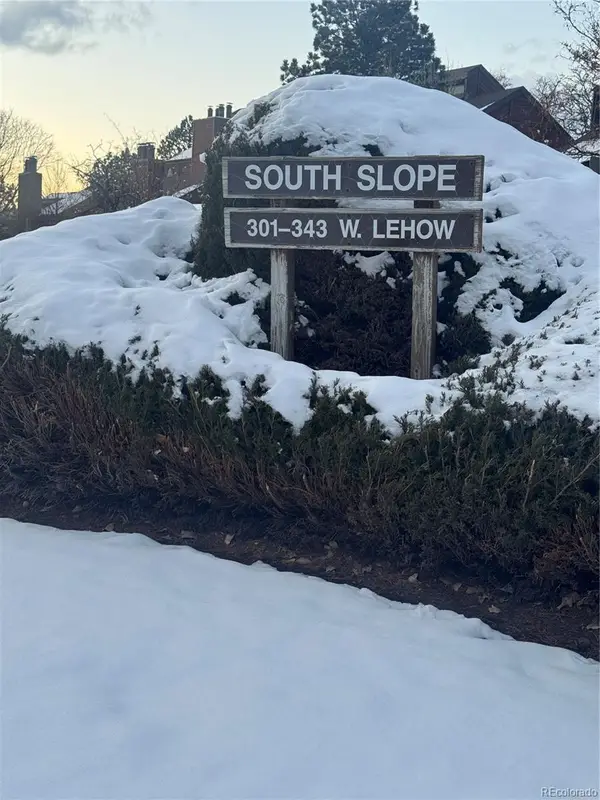 SOUTH SLOPE
301-343 W. LEHOW
REcolorado